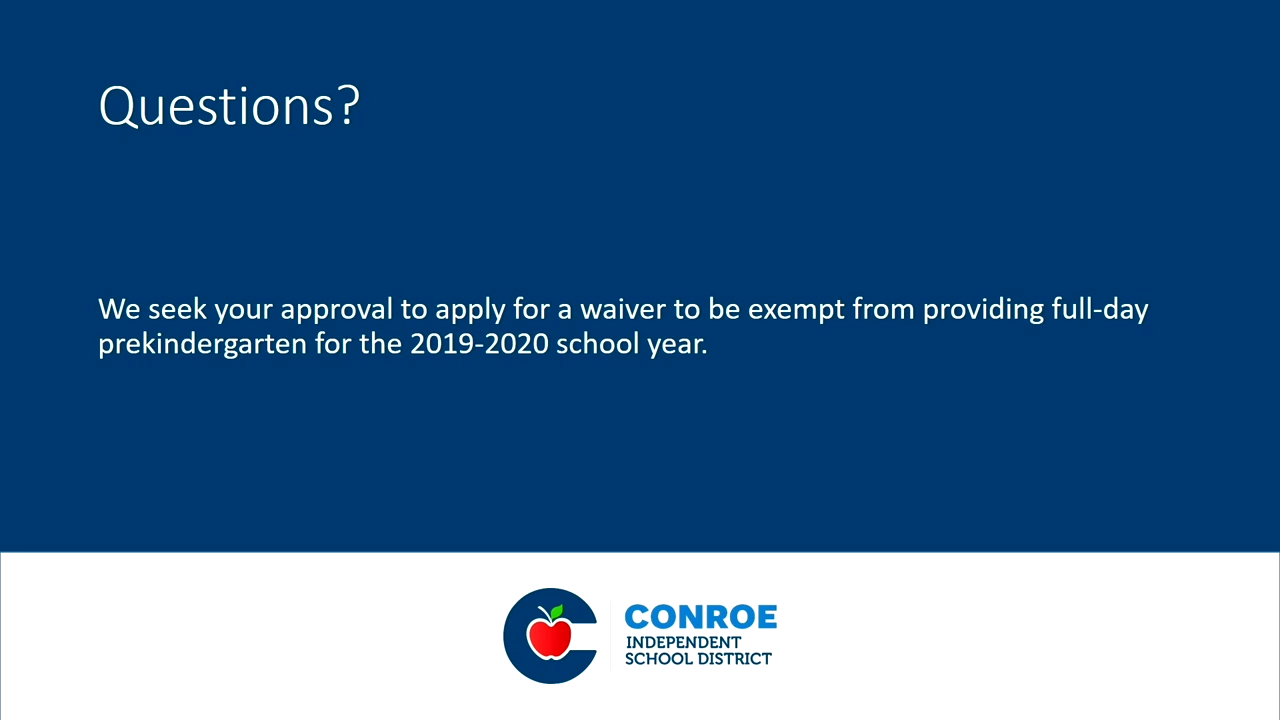 Questions?
We seek your approval to apply for a waiver to be exempt from providing full-day
prekindergarten for the 2019-2020 school year.
CONROE
INDEPENDENT
SCHOOL DISTRICT